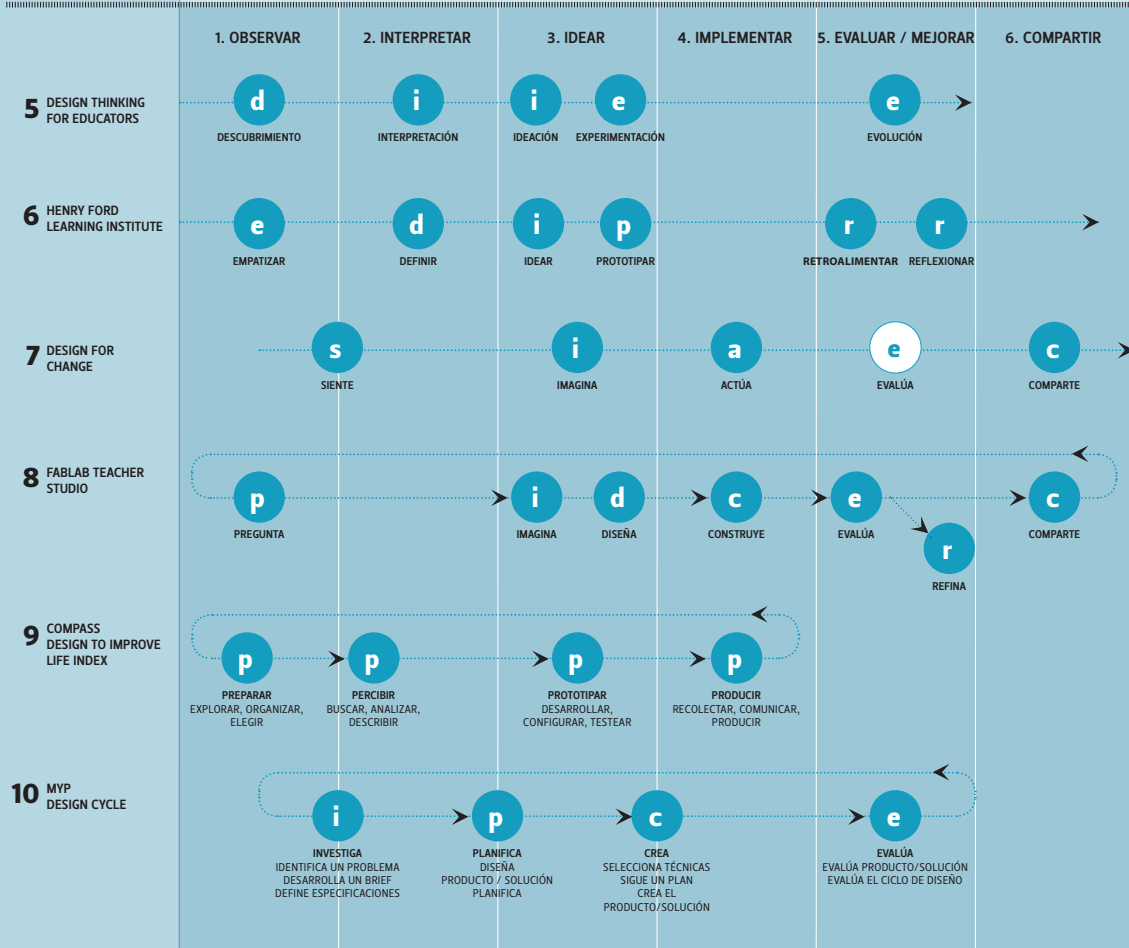 1. OBSERVAR
2. INTERPRETAR
3. IDEAR
4. IMPLEMENTAR
5. EVALUAR / MEJORAR
6. COMPARTIR
5 DESIGN THINKING
FOR EDUCATORS
d
i
i
e
e
DESCUBRIMIENTO
INTERPRETACIÓN
IDEACIÓN
EXPERIMENTACIÓN
EVOLUCIÓN
6 HENRY FORD
LEARNING INSTITUTE
e
d
i
p
r
r
EMPATIZAR
DEFINIR
IDEAR
PROTOTIPAR
RETROALIMENTAR
REFLEXIONAR
7 DESIGN FOR
CHANGE
s
i
a
e
c
SIENTE
IMAGINA
ACTÚA
EVALÚA
COMPARTE
8 FABLAB TEACHER
STUDIO
p
i
d
c
e
c
PREGUNTA
IMAGINA
DISEÑA
CONSTRUYE
EVALÚA
COMPARTE
r
REFINA
9 COMPASS
DESIGN TO IMPROVE
LIFE INDEX
p
p
p
p
PREPARAR
EXPLORAR, ORGANIZAR,
ELEGIR
PERCIBIR
BUSCAR, ANALIZAR,
DESCRIBIR
PROTOTIPAR
DESARROLLAR,
CONFIGURAR, TESTEAR
PRODUCIR
RECOLECTAR, COMUNICAR,
PRODUCIR
10 MYP
DESIGN CYCLE
i
p
c
e
INVESTIGA
IDENTIFICA UN PROBLEMA
DESARROLLA UN BRIEF
DEFINE ESPECIFICACIONES
PLANIFICA
DISEÑA
PRODUCTO / SOLUCIÓN
PLANIFICA
CREA
SELECCIONA TÉCNICAS
SIGUE UN PLAN
CREA EL
PRODUCTO/SOLUCIÓN
EVALÚA
EVALÚA PRODUCTO/SOLUCIÓN
EVALÚA EL CICLO DE DISEÑO